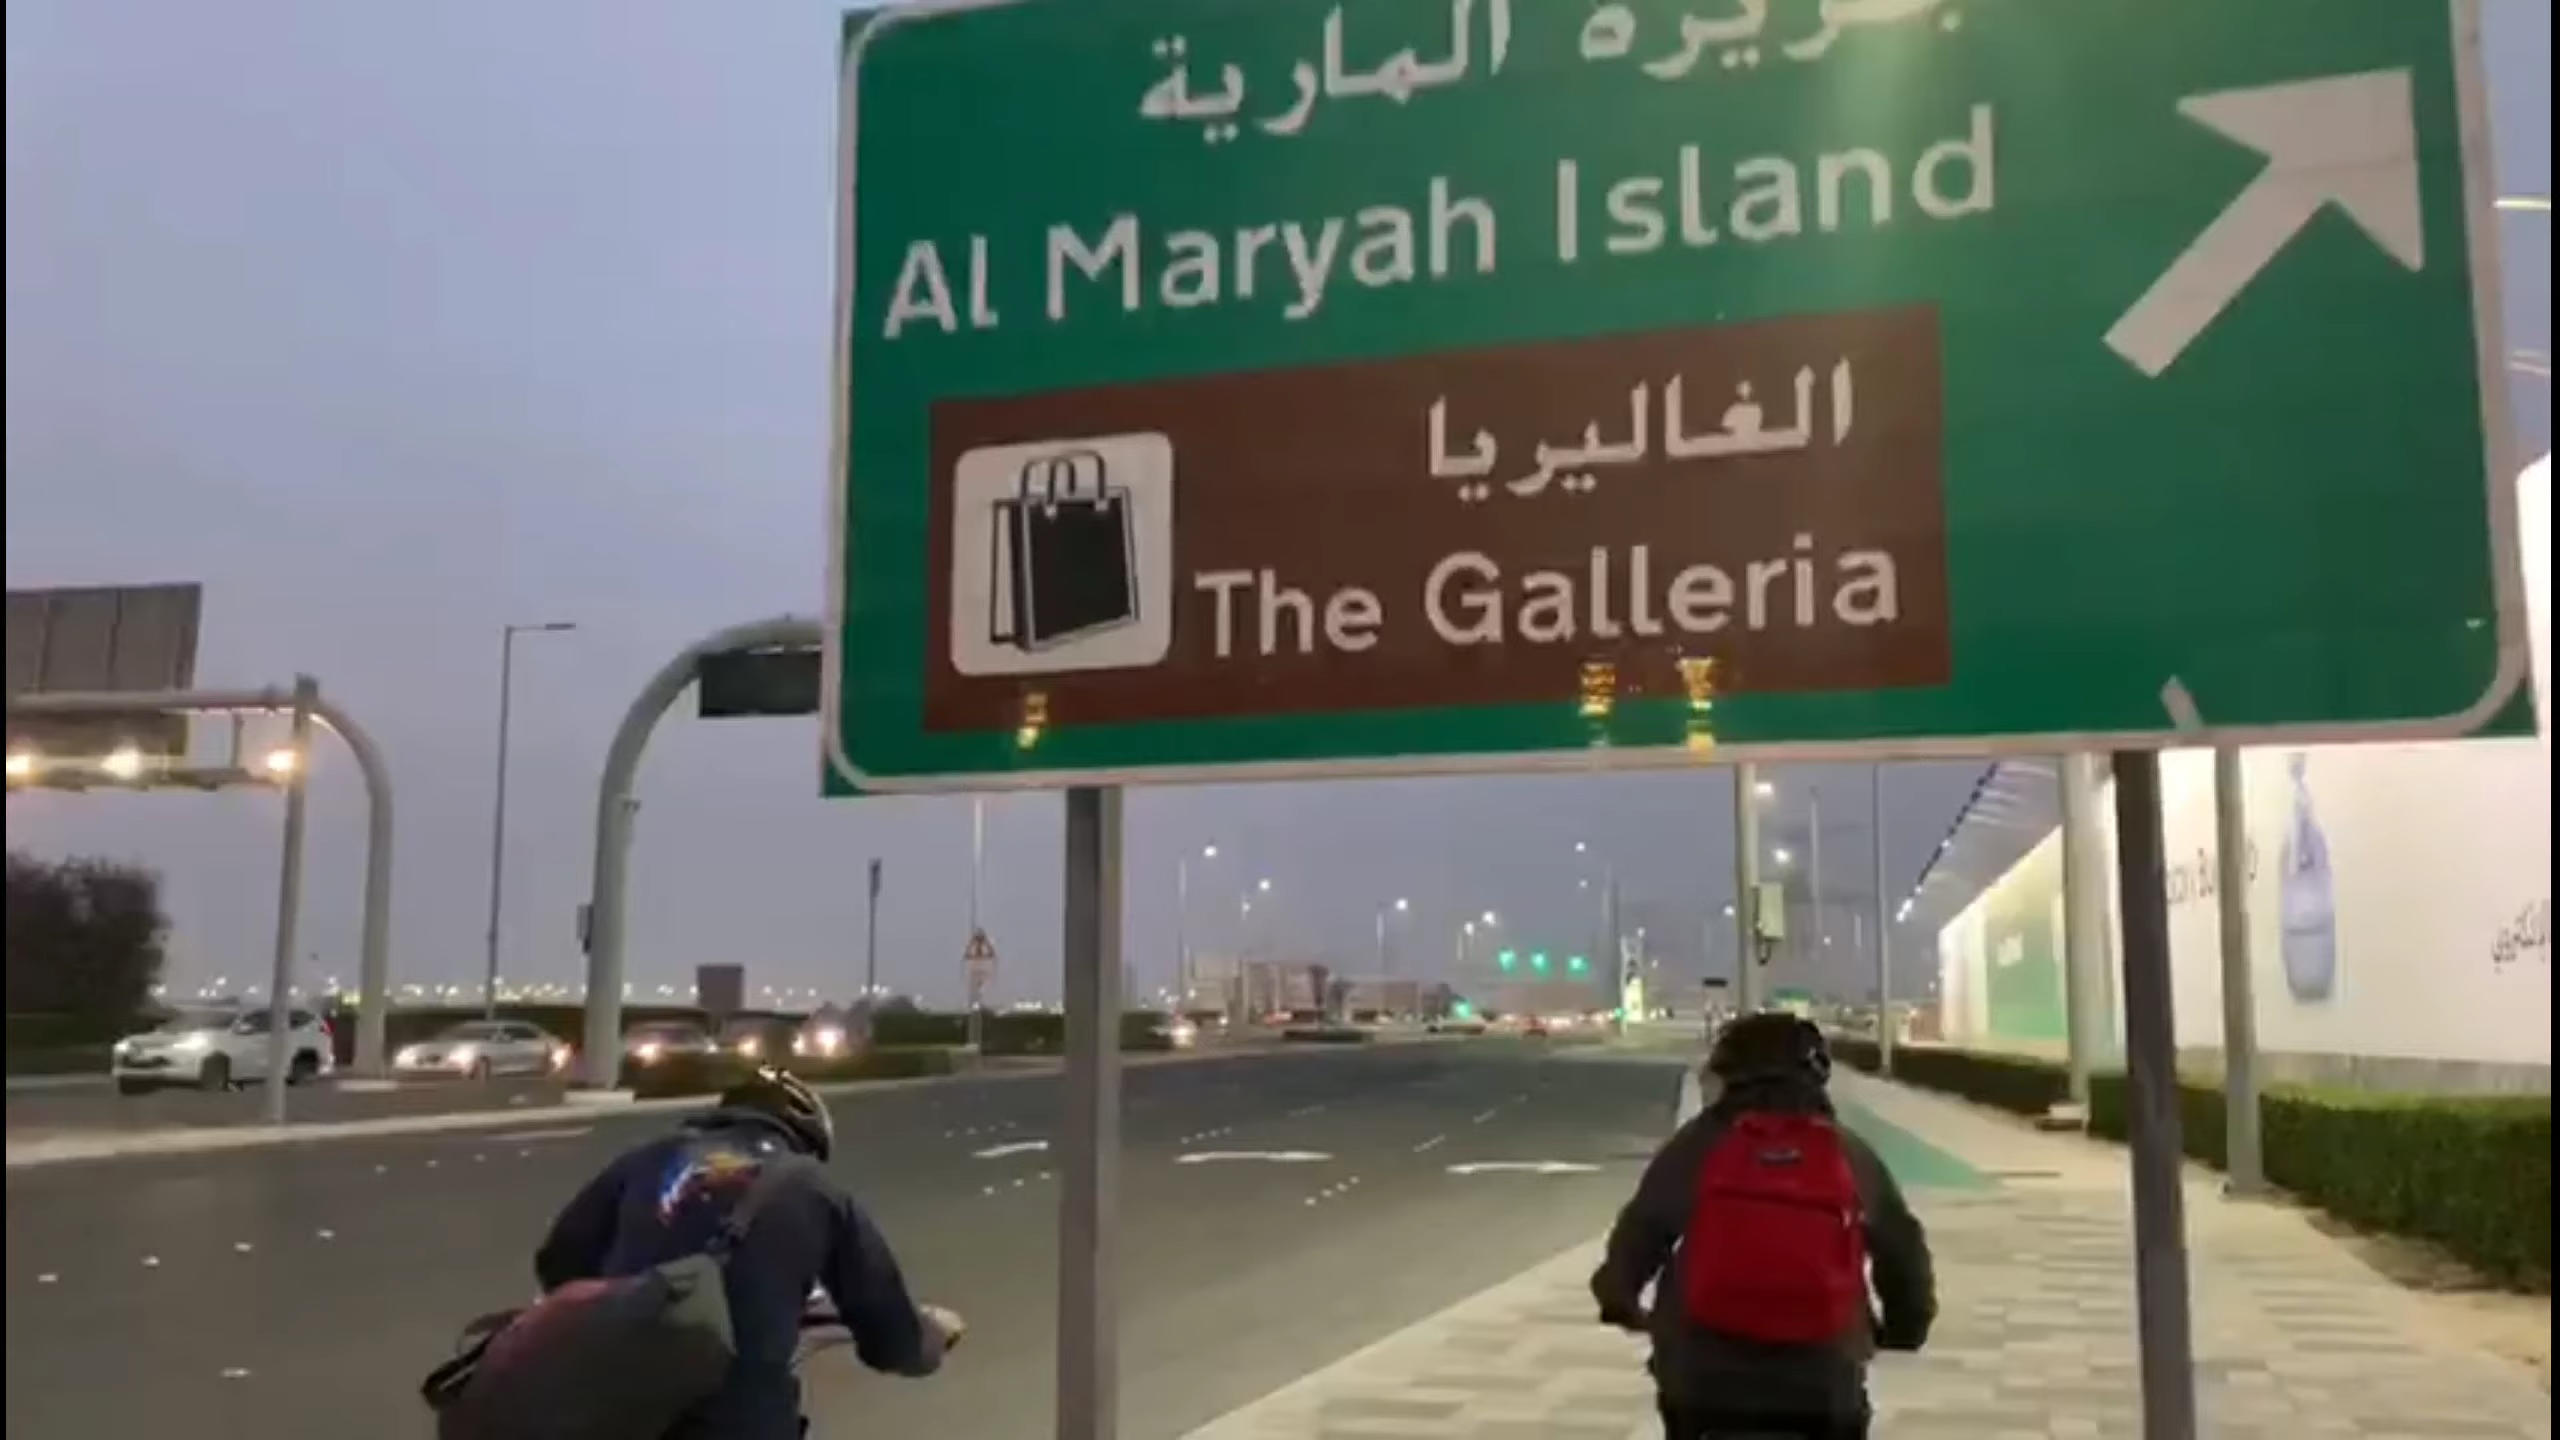 جزيرة المارية
Al Maryah Island
الغاليريا
The Galleria